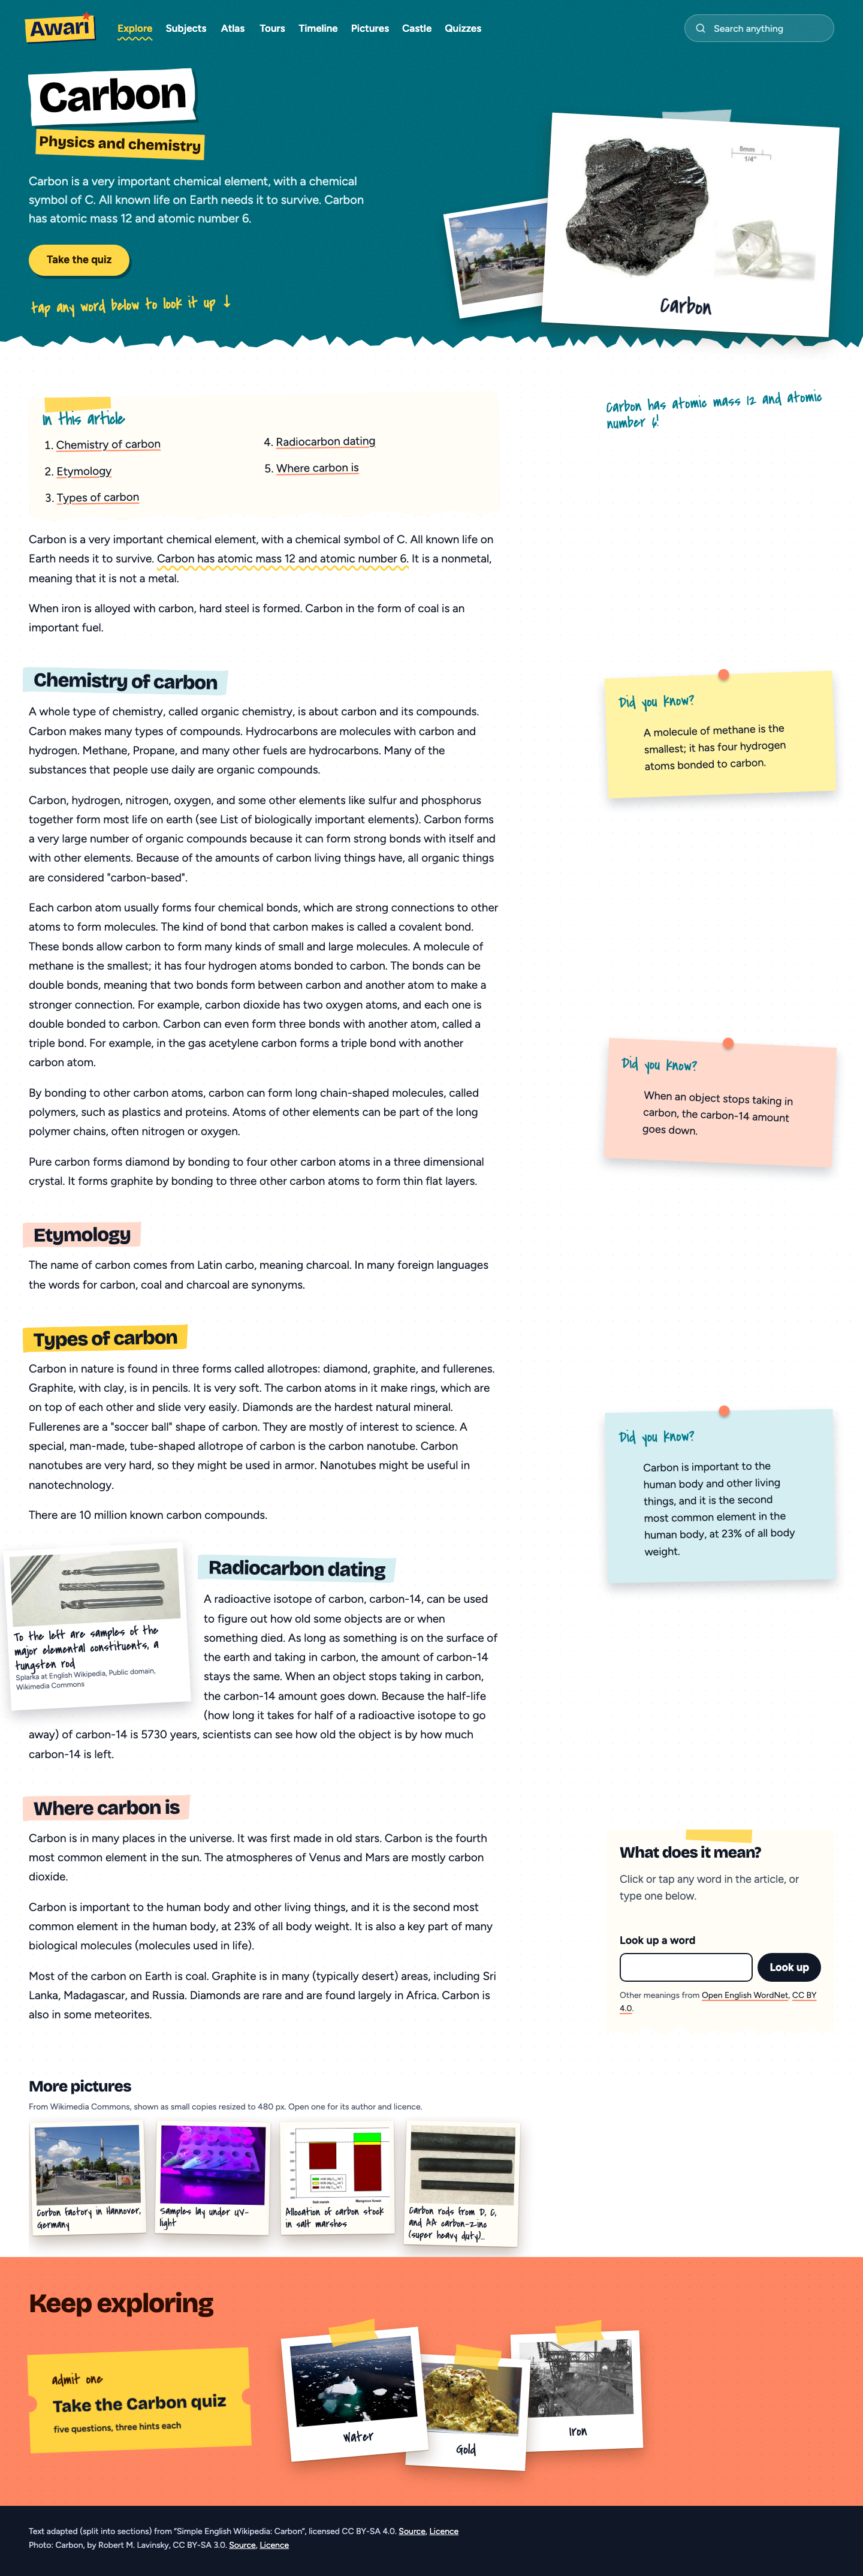 Awari
Explore Subjects Atlas Tours Timeline Pictures Castle Quizzes
Search anything
Carbon
Physics and chemistry
Carbon is a very important chemical element, with a chemical
symbol of C. All known life on Earth needs it to survive. Carbon
has atomic mass 12 and atomic number 6.
Take the quiz
tap any word below to look it up ↓
5mm
1/4"
Carbon
In this article
1. Chemistry of carbon
2. Etymology
3. Types of carbon
4. Radiocarbon dating
5. Where carbon is
Carbon has atomic mass 12 and atomic
number 6!
Carbon is a very important chemical element, with a chemical symbol of C. All known life on
Earth needs it to survive. Carbon has atomic mass 12 and atomic number 6. It is a nonmetal,
meaning that it is not a metal.
When iron is alloyed with carbon, hard steel is formed. Carbon in the form of coal is an
important fuel.
Chemistry of carbon
A whole type of chemistry, called organic chemistry, is about carbon and its compounds.
Carbon makes many types of compounds. Hydrocarbons are molecules with carbon and
hydrogen. Methane, Propane, and many other fuels are hydrocarbons. Many of the
substances that people use daily are organic compounds.
Carbon, hydrogen, nitrogen, oxygen, and some other elements like sulfur and phosphorus
together form most life on earth (see List of biologically important elements). Carbon forms
a very large number of organic compounds because it can form strong bonds with itself and
with other elements. Because of the amounts of carbon living things have, all organic things
are considered "carbon-based".
Each carbon atom usually forms four chemical bonds, which are strong connections to other
atoms to form molecules. The kind of bond that carbon makes is called a covalent bond.
These bonds allow carbon to form many kinds of small and large molecules. A molecule of
methane is the smallest; it has four hydrogen atoms bonded to carbon. The bonds can be
double bonds, meaning that two bonds form between carbon and another atom to make a
stronger connection. For example, carbon dioxide has two oxygen atoms, and each one is
double bonded to carbon. Carbon can even form three bonds with another atom, called a
triple bond. For example, in the gas acetylene carbon forms a triple bond with another
carbon atom.
By bonding to other carbon atoms, carbon can form long chain-shaped molecules, called
polymers, such as plastics and proteins. Atoms of other elements can be part of the long
polymer chains, often nitrogen or oxygen.
Pure carbon forms diamond by bonding to four other carbon atoms in a three dimensional
crystal. It forms graphite by bonding to three other carbon atoms to form thin flat layers.
Did you know?
A molecule of methane is the
smallest; it has four hydrogen
atoms bonded to carbon.
Did you know?
When an object stops taking in
carbon, the carbon-14 amount
goes down.
Etymology
The name of carbon comes from Latin carbo, meaning charcoal. In many foreign languages
the words for carbon, coal and charcoal are synonyms.
Types of carbon
Carbon in nature is found in three forms called allotropes: diamond, graphite, and fullerenes.
Graphite, with clay, is in pencils. It is very soft. The carbon atoms in it make rings, which are
on top of each other and slide very easily. Diamonds are the hardest natural mineral.
Fullerenes are a "soccer ball" shape of carbon. They are mostly of interest to science. A
special, man-made, tube-shaped allotrope of carbon is the carbon nanotube. Carbon
nanotubes are very hard, so they might be used in armor. Nanotubes might be useful in
nanotechnology.
There are 10 million known carbon compounds.
Did you know?
Carbon is important to the
human body and other living
things, and it is the second
most common element in the
human body, at 23% of all body
weight.
To the left are samples of the
major elemental constituents, a
tungsten rod
Splarka at English Wikipedia, Public domain,
Wikimedia Commons
Radiocarbon dating
A radioactive isotope of carbon, carbon-14, can be used
to figure out how old some objects are or when
something died. As long as something is on the surface of
the earth and taking in carbon, the amount of carbon-14
stays the same. When an object stops taking in carbon,
the carbon-14 amount goes down. Because the half-life
(how long it takes for half of a radioactive isotope to go
away) of carbon-14 is 5730 years, scientists can see how old the object is by how much
carbon-14 is left.
Where carbon is
Carbon is in many places in the universe. It was first made in old stars. Carbon is the fourth
most common element in the sun. The atmospheres of Venus and Mars are mostly carbon
dioxide.
Carbon is important to the human body and other living things, and it is the second most
common element in the human body, at 23% of all body weight. It is also a key part of many
biological molecules (molecules used in life).
Most of the carbon on Earth is coal. Graphite is in many (typically desert) areas, including Sri
Lanka, Madagascar, and Russia. Diamonds are rare and are found largely in Africa. Carbon is
also in some meteorites.
What does it mean?
Click or tap any word in the article, or
type one below.
Look up a word
Look up
Other meanings from Open English WordNet, CC BY
4.0.
More pictures
From Wikimedia Commons, shown as small copies resized to 480 px. Open one for its author and licence.
Carbon factory in Hannover,
Germany
Samples lay under UV-
light
Allocation of carbon stock
in salt marshes
Carbon rods from D, C,
and AA carbon-zinc
(super heavy duty)…
Keep exploring
admit one
Take the Carbon quiz
five questions, three hints each
Water
Gold
Iron
Text adapted (split into sections) from "Simple English Wikipedia: Carbon", licensed CC BY-SA 4.0. Source, Licence
Photo: Carbon, by Robert M. Lavinsky, CC BY-SA 3.0. Source, Licence